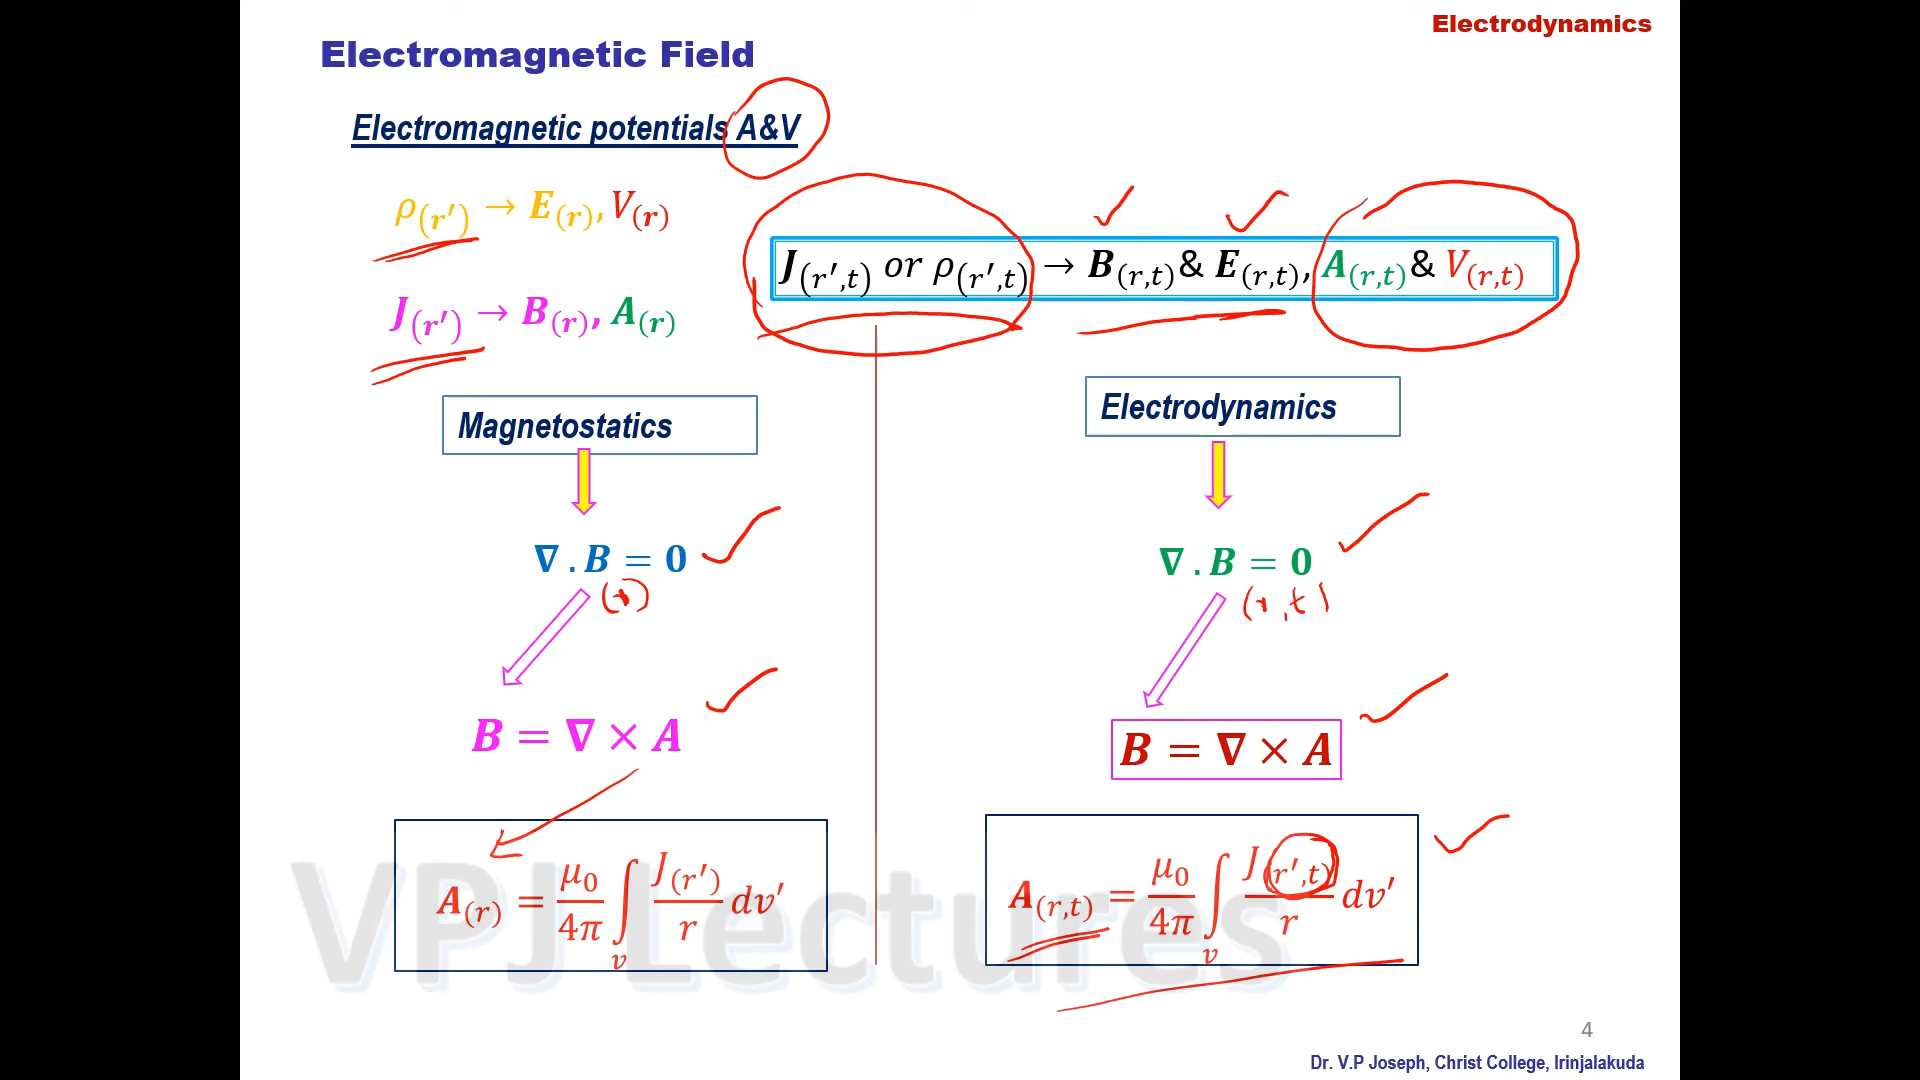 Electrodynamics
Electromagnetic Field
Electromagnetic potentials A&V
ρ(r′) → E(r), V(r)
J(r′,t) or ρ(r′,t) → B(r,t) & E(r,t), A(r,t) & V(r,t)
J(r′) → B(r), A(r)
Magnetostatics
Electrodynamics
∇ . B = 0
(r)
∇ . B = 0
(r,t)
B = ∇ × A
B = ∇ × A
A(r) = μ0/4π ∫v J(r′)/r dv′
A(r,t) = μ0/4π ∫v J(r′,t)/r dv′
VPJ Lectures
4
Dr. V.P Joseph, Christ College, Irinjalakuda